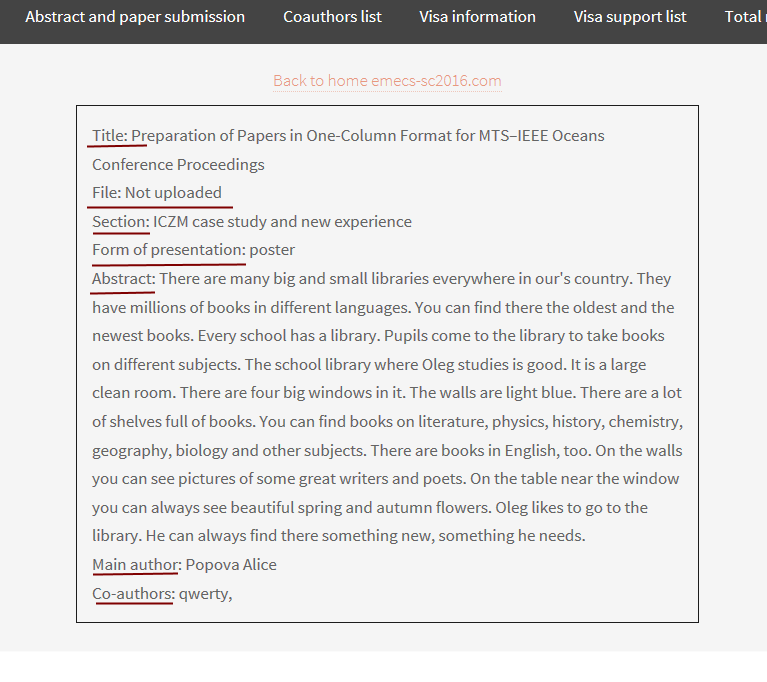 Abstract and paper submission Coauthors list Visa information Visa support list Total
Back to home emecs-sc2016.com
Title: Preparation of Papers in One-Column Format for MTS–IEEE Oceans
Conference Proceedings
File: Not uploaded
Section: ICZM case study and new experience
Form of presentation: poster
Abstract: There are many big and small libraries everywhere in our's country. They
have millions of books in different languages. You can find there the oldest and the
newest books. Every school has a library. Pupils come to the library to take books
on different subjects. The school library where Oleg studies is good. It is a large
clean room. There are four big windows in it. The walls are light blue. There are a lot
of shelves full of books. You can find books on literature, physics, history, chemistry,
geography, biology and other subjects. There are books in English, too. On the walls
you can see pictures of some great writers and poets. On the table near the window
you can always see beautiful spring and autumn flowers. Oleg likes to go to the
library. He can always find there something new, something he needs.
Main author: Popova Alice
Co-authors: qwerty,